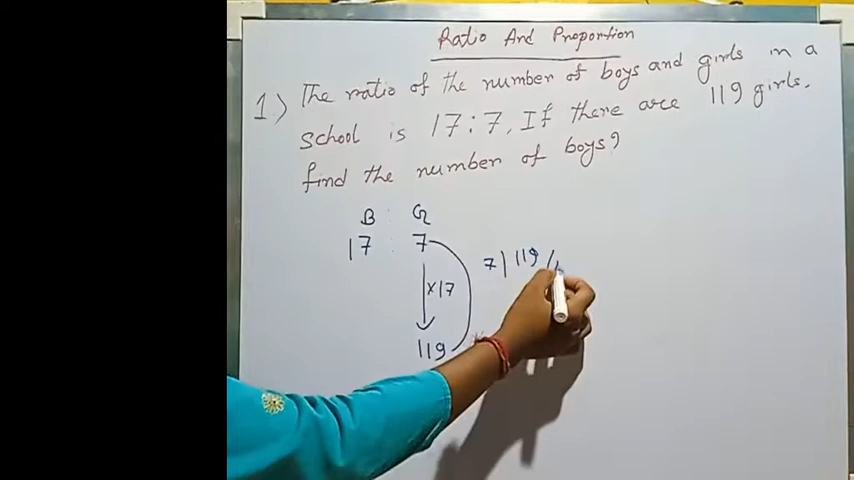 Ratio And Proportion
1.) The ratio of the number of boys and girls in a
school is 17:7, If there are 119 girls.
find the number of boys?
B : G
17 : 7
7) 119 (
×17
119